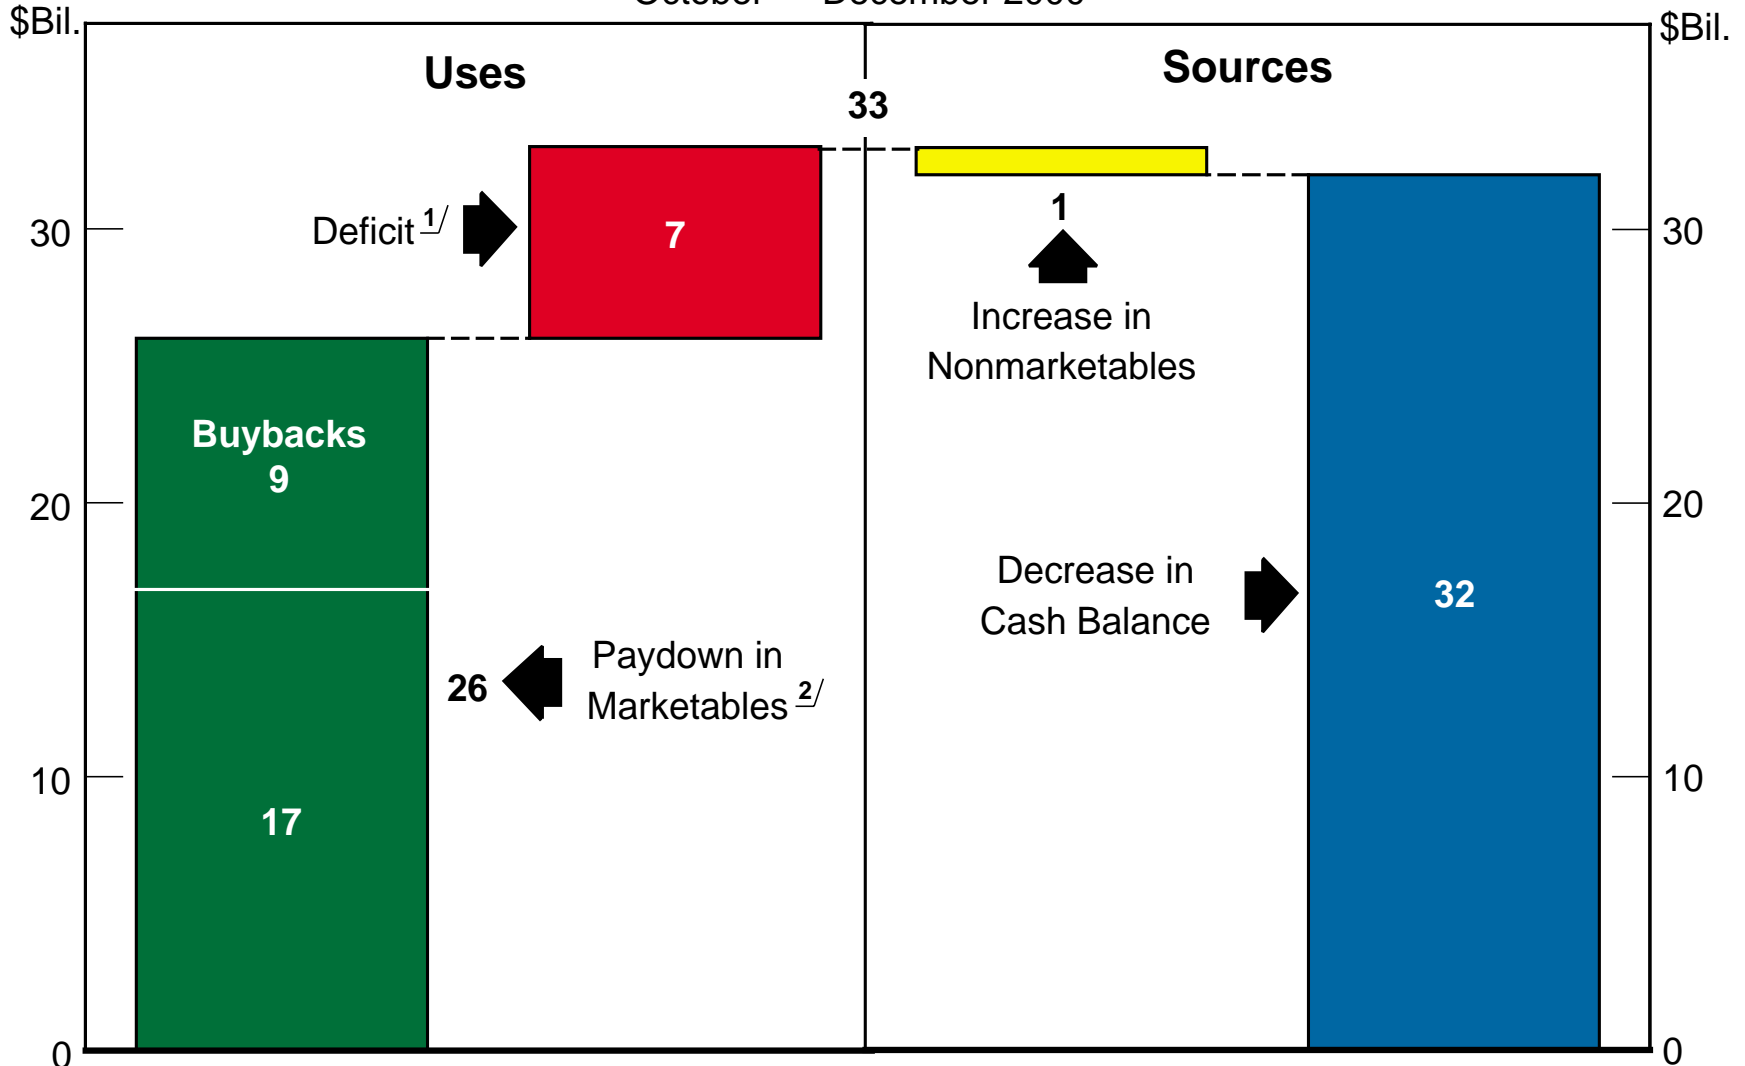 $Bil.
$Bil.
Uses
Sources
33
Deficit 1/
7
1
Increase in
Nonmarketables
30
30
Buybacks
9
20
20
Decrease in
Cash Balance
32
26
Paydown in
Marketables 2/
10
10
17
0
0